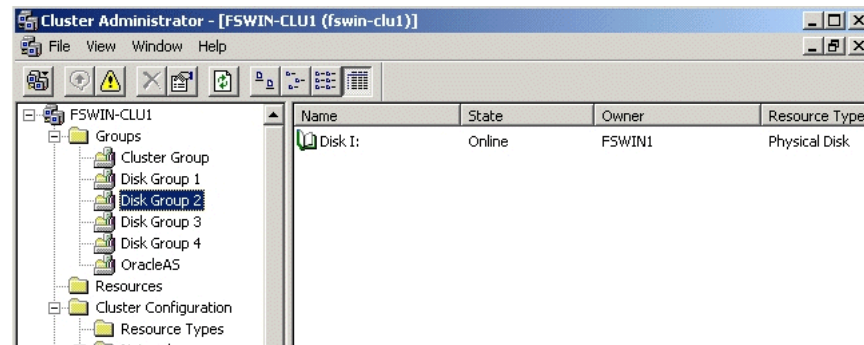 Cluster Administrator - [FSWIN-CLU1 (fswin-clu1)]
File View Window Help
FSWIN-CLU1
Groups
Cluster Group
Disk Group 1
Disk Group 2
Disk Group 3
Disk Group 4
OracleAS
Resources
Cluster Configuration
Resource Types
Name State Owner Resource Type
Disk I: Online FSWIN1 Physical Disk